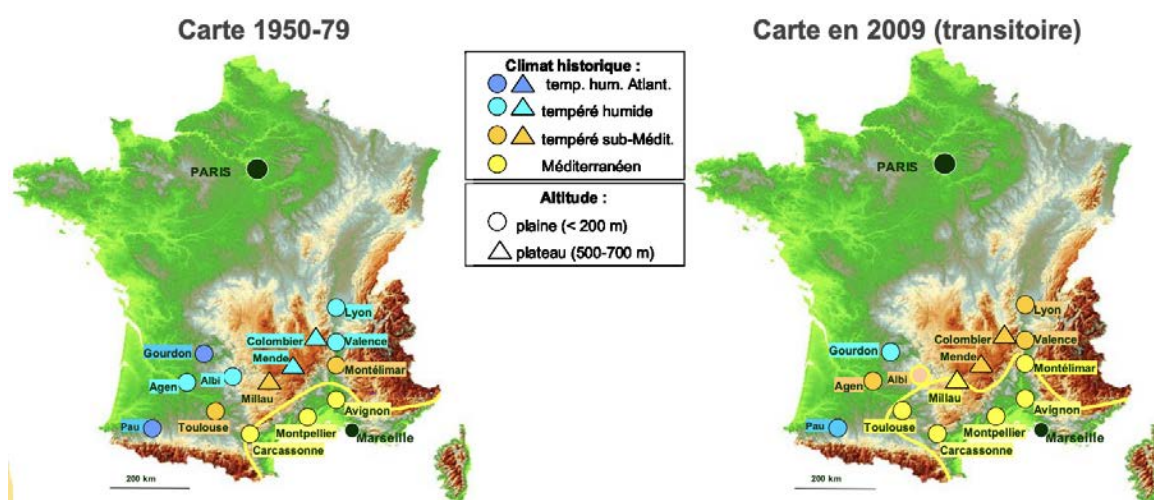 Carte 1950-79
Carte en 2009 (transitoire)
Climat historique :
temp. hum. Atlant.
tempéré humide
tempéré sub-Médit.
Méditerranéen
Altitude :
plaine (< 200 m)
plateau (500-700 m)
PARIS
Lyon
Colombier
Valence
Gourdon
Mende
Albi
Montélimar
Agen
Millau
Avignon
Pau
Toulouse
Montpellier
Marseille
Carcassonne
200 km
PARIS
Lyon
Colombier
Valence
Gourdon
Mende
Montélimar
Albi
Agen
Millau
Avignon
Pau
Toulouse
Montpellier
Marseille
Carcassonne
200 km